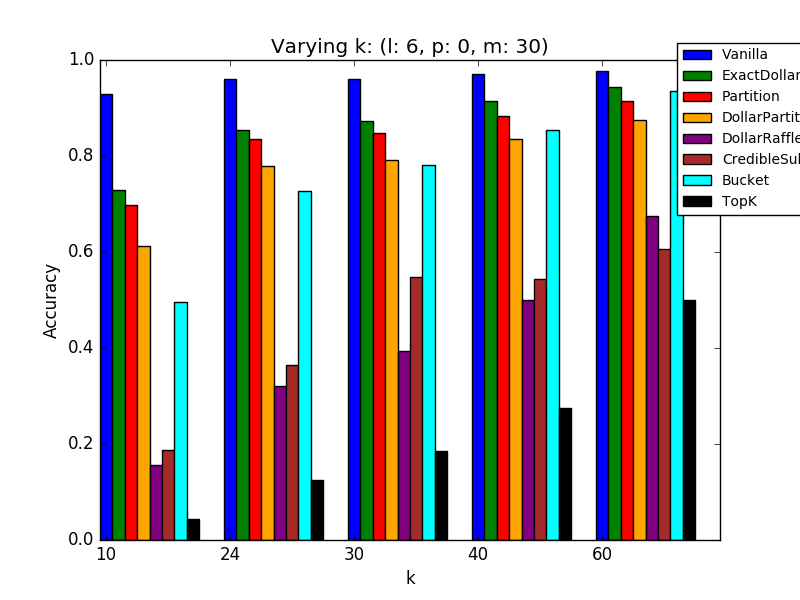 Varying k: (l: 6, p: 0, m: 30)
1.0
0.8
0.6
0.4
0.2
0.0
Accuracy
10 24 30 40 60
k
Vanilla
ExactDollar
Partition
DollarPartit
DollarRaffle
CredibleSu
Bucket
TopK